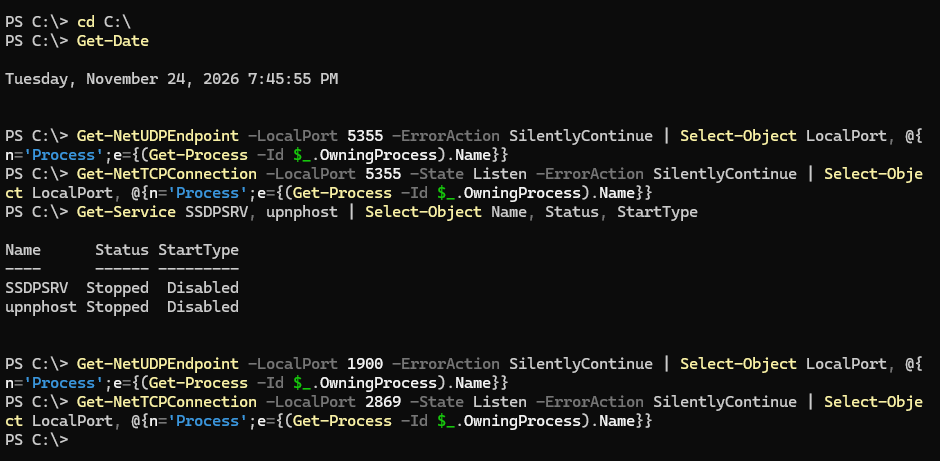 PS C:\> cd C:\
PS C:\> Get-Date
Tuesday, November 24, 2026 7:45:55 PM
PS C:\> Get-NetUDPEndpoint -LocalPort 5355 -ErrorAction SilentlyContinue | Select-Object LocalPort, @{
n='Process';e={(Get-Process -Id $_.OwningProcess).Name}}
PS C:\> Get-NetTCPConnection -LocalPort 5355 -State Listen -ErrorAction SilentlyContinue | Select-Obje
ct LocalPort, @{n='Process';e={(Get-Process -Id $_.OwningProcess).Name}}
PS C:\> Get-Service SSDPSRV, upnphost | Select-Object Name, Status, StartType
Name      Status StartType
----      ------ ---------
SSDPSRV  Stopped  Disabled
upnphost Stopped  Disabled
PS C:\> Get-NetUDPEndpoint -LocalPort 1900 -ErrorAction SilentlyContinue | Select-Object LocalPort, @{
n='Process';e={(Get-Process -Id $_.OwningProcess).Name}}
PS C:\> Get-NetTCPConnection -LocalPort 2869 -State Listen -ErrorAction SilentlyContinue | Select-Obje
ct LocalPort, @{n='Process';e={(Get-Process -Id $_.OwningProcess).Name}}
PS C:\>